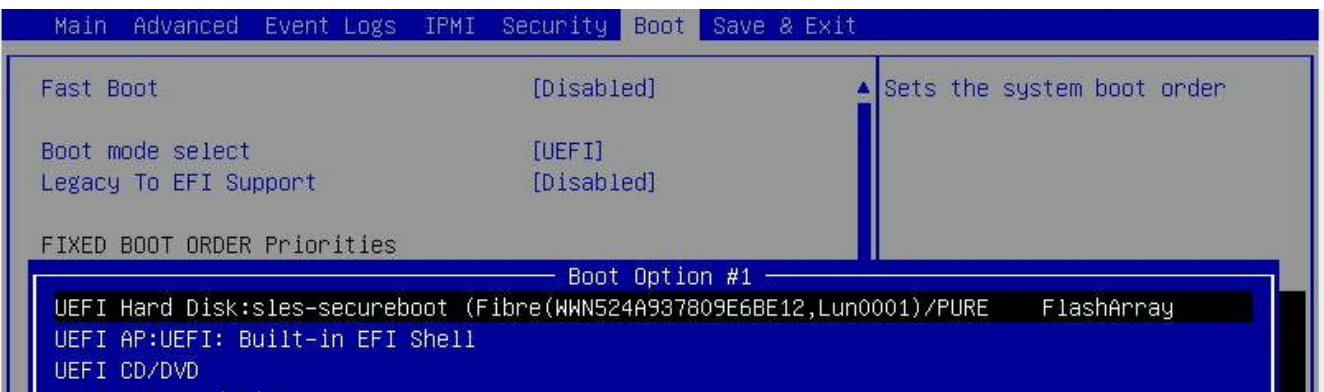 Main Advanced Event Logs IPMI Security Boot Save & Exit
Fast Boot [Disabled] Sets the system boot order
Boot mode select [UEFI]
Legacy To EFI Support [Disabled]
FIXED BOOT ORDER Priorities
Boot Option #1
UEFI Hard Disk:sles-secureboot (Fibre(WWN524A937809E6BE12,Lun0001)/PURE FlashArray
UEFI AP:UEFI: Built-in EFI Shell
UEFI CD/DVD